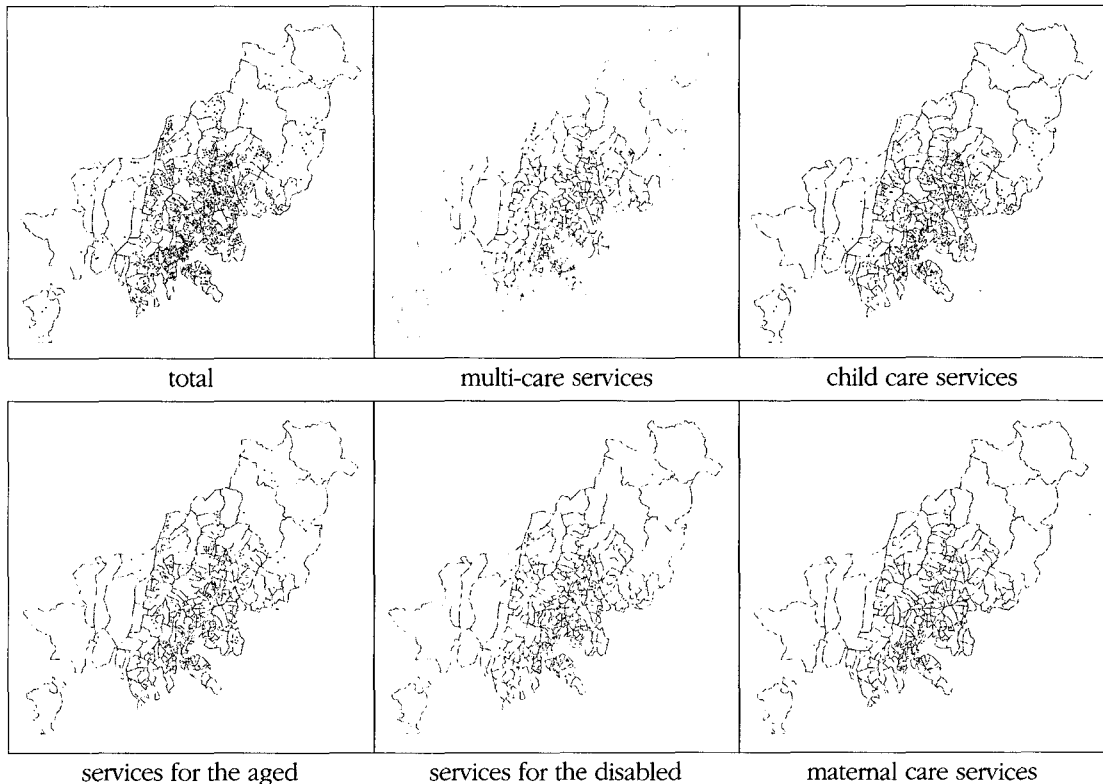 total
multi-care services
child care services
services for the aged
services for the disabled
maternal care services